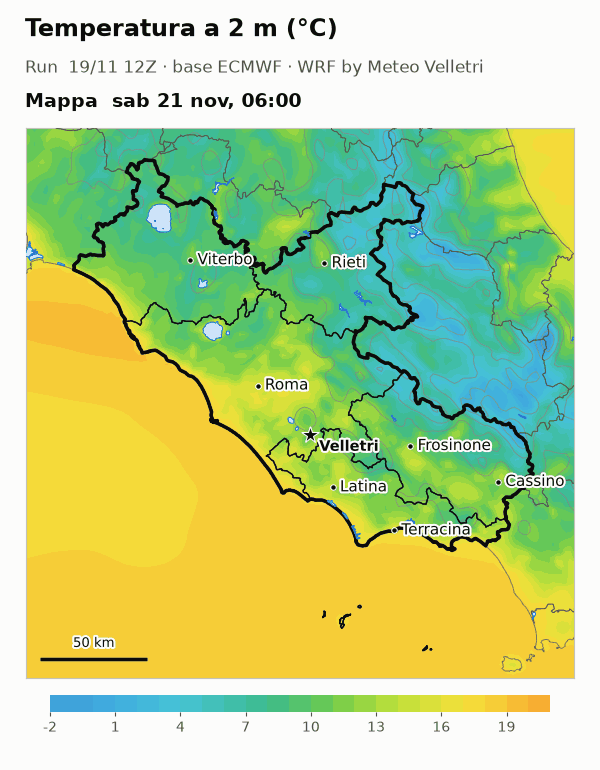 Temperatura a 2 m (°C)
Run  19/11 12Z · base ECMWF · WRF by Meteo Velletri
Mappa  sab 21 nov, 06:00
Viterbo
Rieti
Roma
Velletri
Frosinone
Cassino
Latina
Terracina
50 km
-2 1 4 7 10 13 16 19